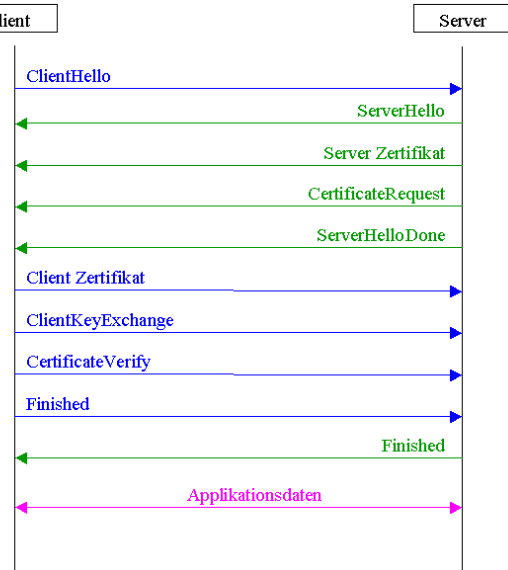 lient
Server
ClientHello
ServerHello
Server Zertifikat
CertificateRequest
ServerHelloDone
Client Zertifikat
ClientKeyExchange
CertificateVerify
Finished
Finished
Applikationsdaten